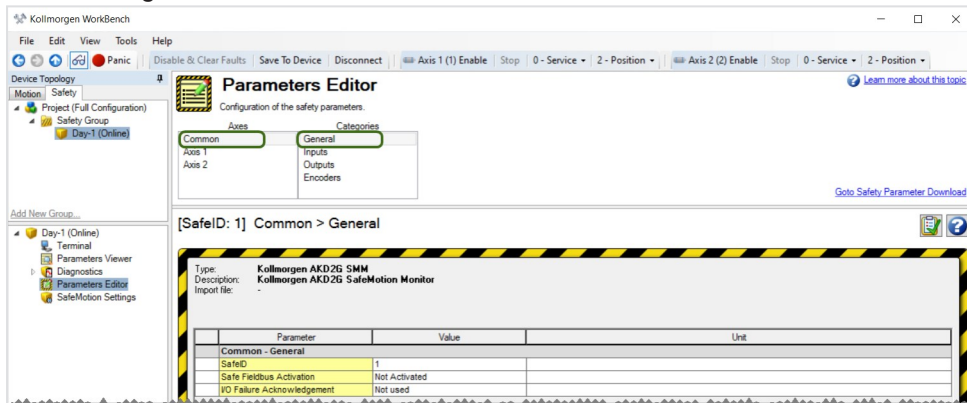 Kollmorgen WorkBench
File Edit View Tools Help
Panic Disable & Clear Faults Save To Device Disconnect Axis 1 (1) Enable Stop 0 - Service 2 - Position Axis 2 (2) Enable Stop 0 - Service 2 - Position
Device Topology
Motion Safety
Project (Full Configuration)
Safety Group
Day-1 (Online)
Add New Group...
Day-1 (Online)
Terminal
Parameters Viewer
Diagnostics
Parameters Editor
SafeMotion Settings
Parameters Editor
Learn more about this topic
Configuration of the safety parameters.
Axes Categories
Common General
Axis 1 Inputs
Axis 2 Outputs
Encoders
Goto Safety Parameter Download
[SafeID: 1] Common > General
Type: Kollmorgen AKD2G SMM
Description: Kollmorgen AKD2G SafeMotion Monitor
Import file: -
Parameter Value Unit
Common - General
SafeID 1
Safe Fieldbus Activation Not Activated
I/O Failure Acknowledgement Not used